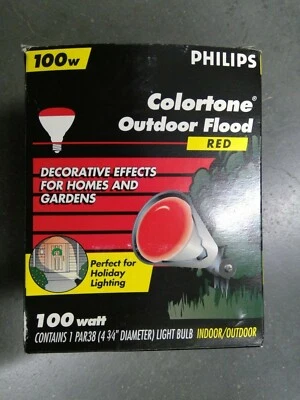 100w
PHILIPS
Colortone®
Outdoor Flood
RED
DECORATIVE EFFECTS
FOR HOMES AND
GARDENS
Perfect for
Holiday
Lighting
100 watt
CONTAINS 1 PAR38 (4 3/4" DIAMETER) LIGHT BULB INDOOR/OUTDOOR